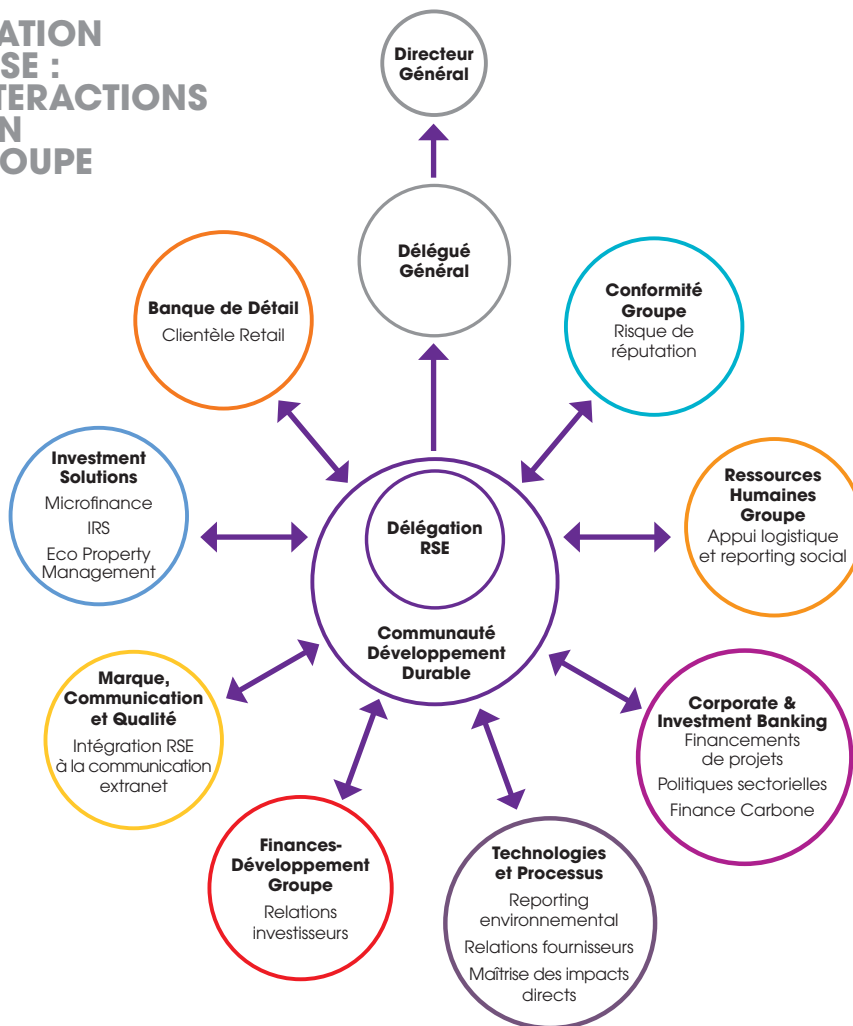 ATION
SE :
TERACTIONS
N
OUPE
Directeur
Général
Délégué
Général
Banque de Détail
Clientèle Retail
Conformité
Groupe
Risque de
réputation
Investment
Solutions
Microfinance
IRS
Eco Property
Management
Délégation
RSE
Ressources
Humaines
Groupe
Appui logistique
et reporting social
Communauté
Développement
Durable
Marque,
Communication
et Qualité
Intégration RSE
à la communication
extranet
Corporate &
Investment Banking
Financements
de projets
Politiques sectorielles
Finance Carbone
Finances-
Développement
Groupe
Relations
investisseurs
Technologies
et Processus
Reporting
environnemental
Relations fournisseurs
Maîtrise des impacts
directs